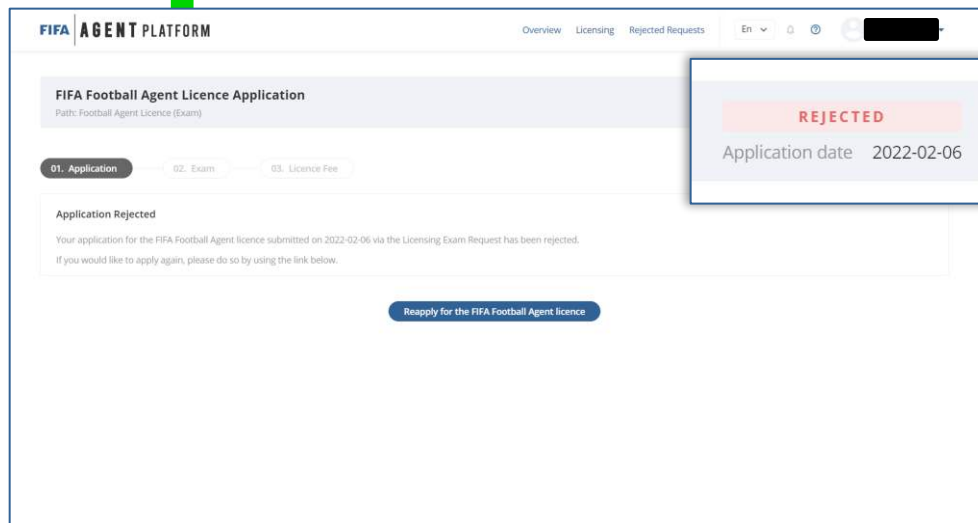 FIFA AGENT PLATFORM
Overview Licensing Rejected Requests En
FIFA Football Agent Licence Application
Path: Football Agent Licence (Exam)
REJECTED
Application date 2022-02-06
01. Application 02. Exam 03. Licence Fee
Application Rejected
Your application for the FIFA Football Agent licence submitted on 2022-02-06 via the Licensing Exam Request has been rejected.
If you would like to apply again, please do so by using the link below.
Reapply for the FIFA Football Agent licence